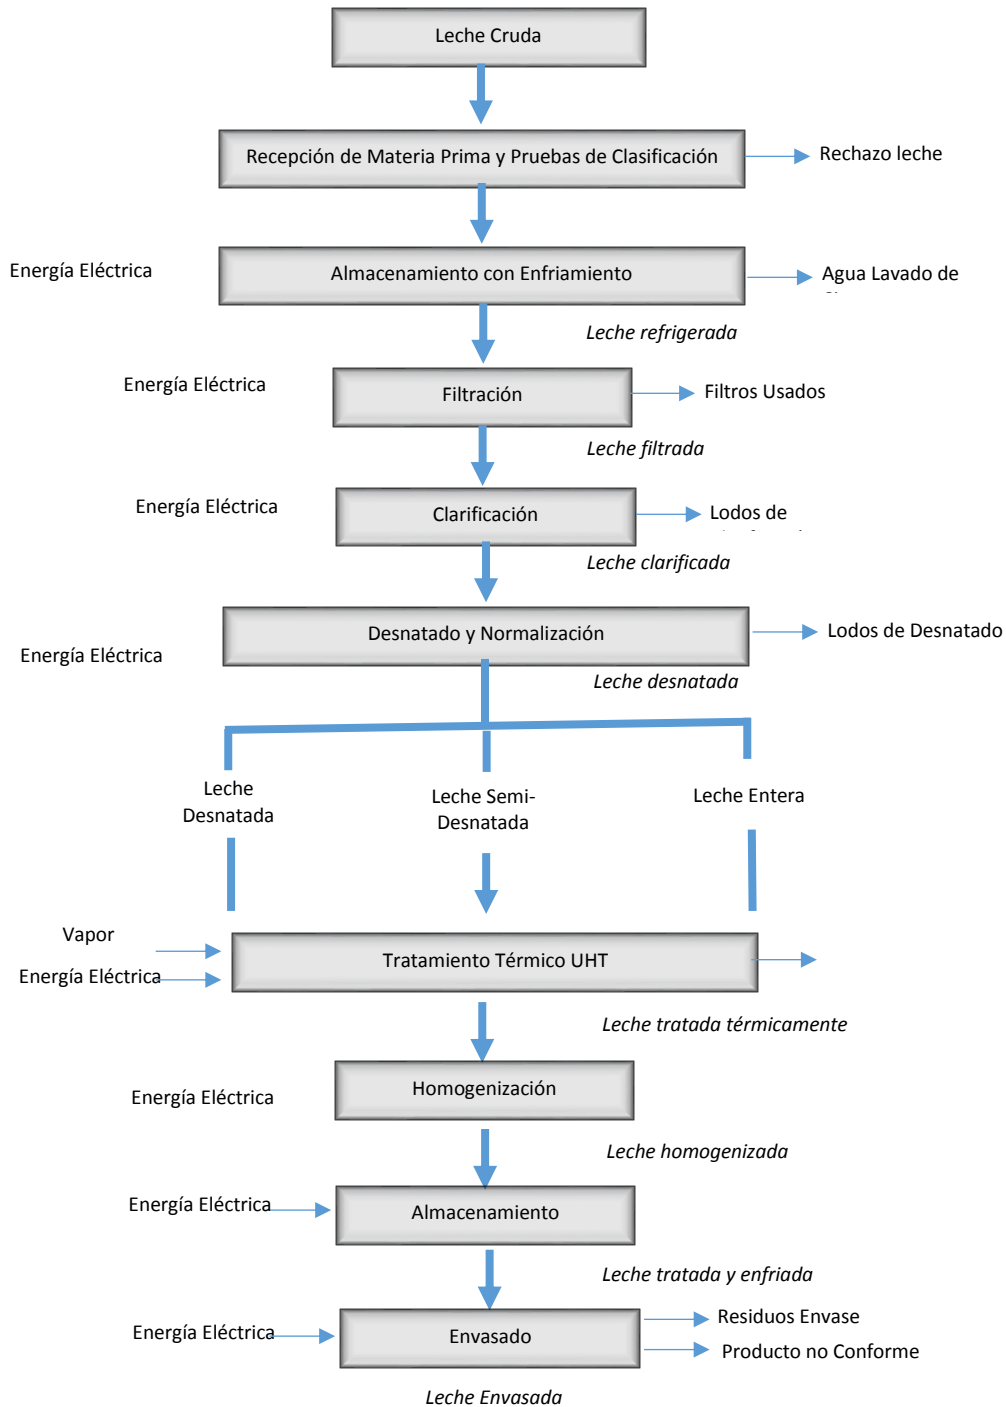 Leche Cruda
Recepción de Materia Prima y Pruebas de Clasificación
Rechazo leche
Energía Eléctrica
Almacenamiento con Enfriamiento
Agua Lavado de
Leche refrigerada
Energía Eléctrica
Filtración
Filtros Usados
Leche filtrada
Energía Eléctrica
Clarificación
Lodos de
Leche clarificada
Energía Eléctrica
Desnatado y Normalización
Lodos de Desnatado
Leche desnatada
Leche
Desnatada
Leche Semi-
Desnatada
Leche Entera
Vapor
Energía Eléctrica
Tratamiento Térmico UHT
Leche tratada térmicamente
Energía Eléctrica
Homogenización
Leche homogenizada
Energía Eléctrica
Almacenamiento
Leche tratada y enfriada
Energía Eléctrica
Envasado
Residuos Envase
Producto no Conforme
Leche Envasada